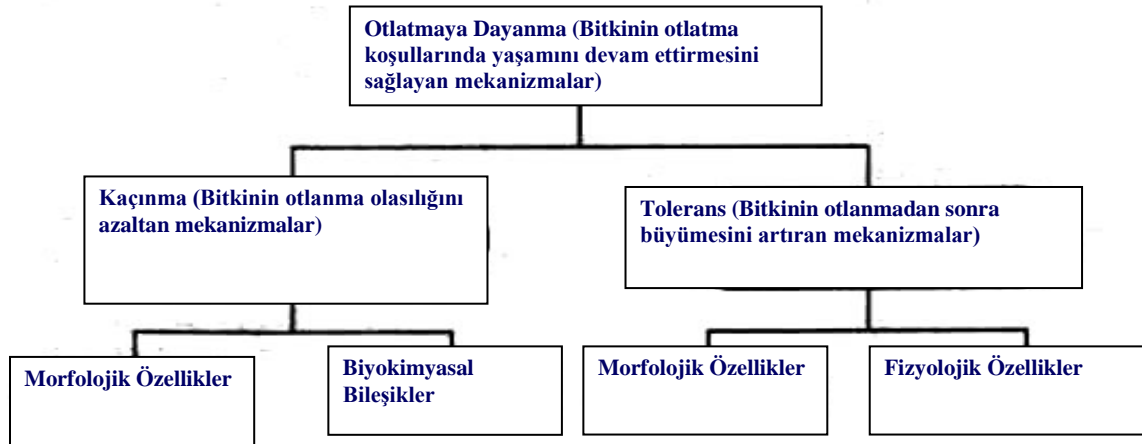 Otlatmaya Dayanma (Bitkinin otlatma
koşullarında yaşamını devam ettirmesini
sağlayan mekanizmalar)
Kaçınma (Bitkinin otlanma olasılığını
azaltan mekanizmalar)
Tolerans (Bitkinin otlanmadan sonra
büyümesini artıran mekanizmalar)
Morfolojik Özellikler
Biyokimyasal
Bileşikler
Morfolojik Özellikler
Fizyolojik Özellikler